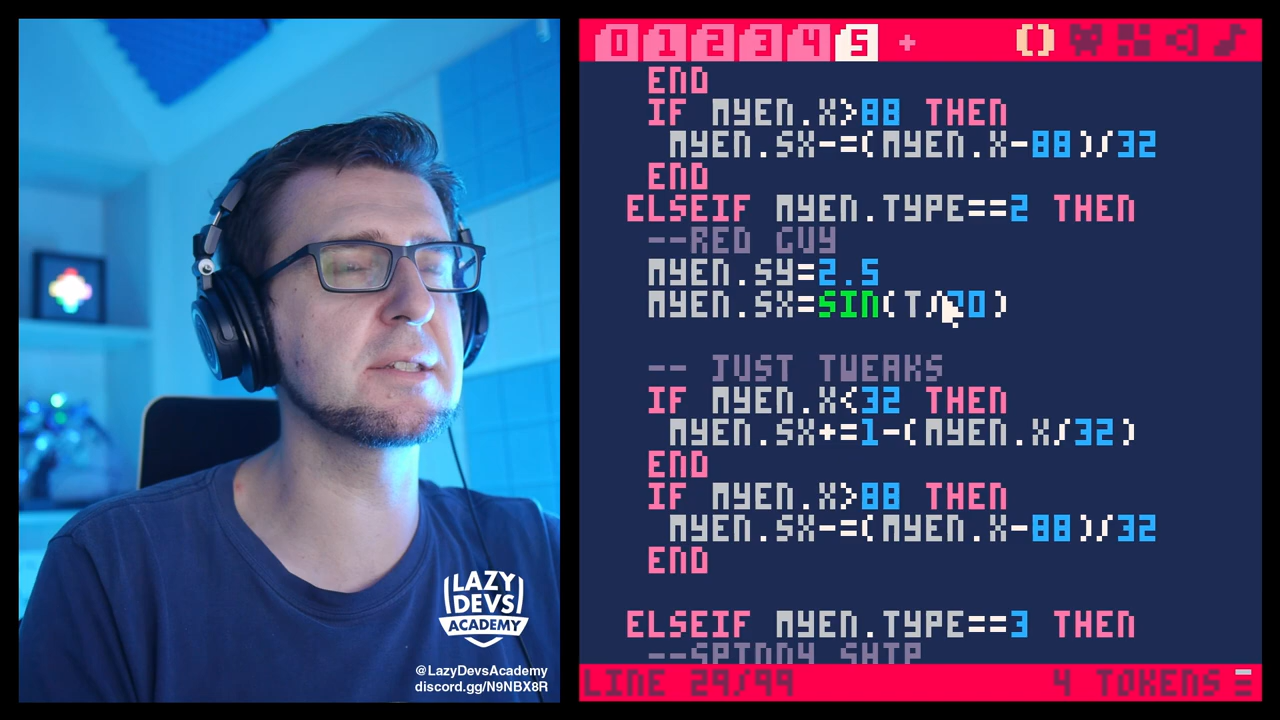 LAZY
DEVS
ACADEMY
@LazyDevsAcademy
discord.gg/N9NBX8R
0 1 2 3 4 5 +
END
IF MYEN.X>88 THEN
MYEN.SX-=(MYEN.X-88)/32
END
ELSEIF MYEN.TYPE==2 THEN
--RED GUY
MYEN.SY=2.5
MYEN.SX=SIN(T/20)
-- JUST TWEAKS
IF MYEN.X<32 THEN
MYEN.SX+=1-(MYEN.X/32)
END
IF MYEN.X>88 THEN
MYEN.SX-=(MYEN.X-88)/32
END
ELSEIF MYEN.TYPE==3 THEN
--SPINNY SHIP
LINE 29/99
4 TOKENS